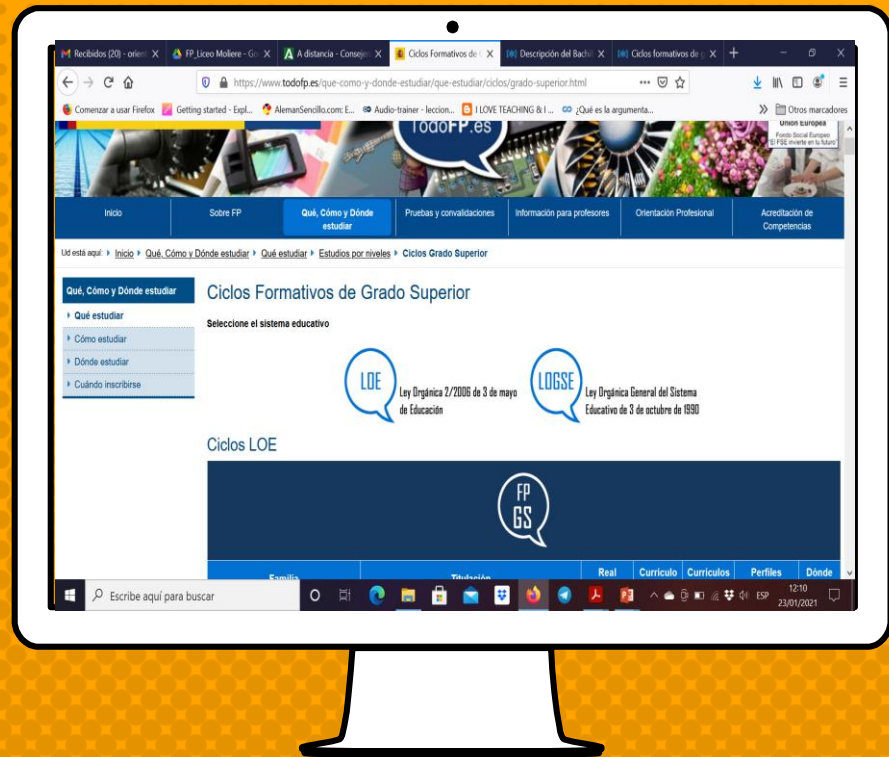 Recibidos (20) - orient
FP_Liceo Moliere - Go
A distancia - Consejer
Ciclos Formativos de
Descripción del Bachil
Ciclos formativos de g
https://www.todofp.es/que-como-y-donde-estudiar/que-estudiar/ciclos/grado-superior.html
Comenzar a usar Firefox
Getting started - Expl...
AlemanSencillo.com: E...
Audio-trainer - leccion...
I LOVE TEACHING & I ...
¿Qué es la argumenta...
Otros marcadores
TodoFP.es
Unión Europea
Fondo Social Europeo
"El FSE invierte en tu futuro"
Inicio
Sobre FP
Qué, Cómo y Dónde
estudiar
Pruebas y convalidaciones
Información para profesores
Orientación Profesional
Acreditación de
Competencias
Ud está aquí: Inicio Qué, Cómo y Dónde estudiar Qué estudiar Estudios por niveles Ciclos Grado Superior
Qué, Cómo y Dónde estudiar
Qué estudiar
Cómo estudiar
Dónde estudiar
Cuándo inscribirse
Ciclos Formativos de Grado Superior
Seleccione el sistema educativo
LOE
Ley Orgánica 2/2006 de 3 de mayo
de Educación
LOGSE
Ley Orgánica General del Sistema
Educativo de 3 de octubre de 1990
Ciclos LOE
FP
GS
Familia
Titulación
Real
Currículo
Currículos
Perfiles
Dónde
Escribe aquí para buscar
ESP
12:10
23/01/2021